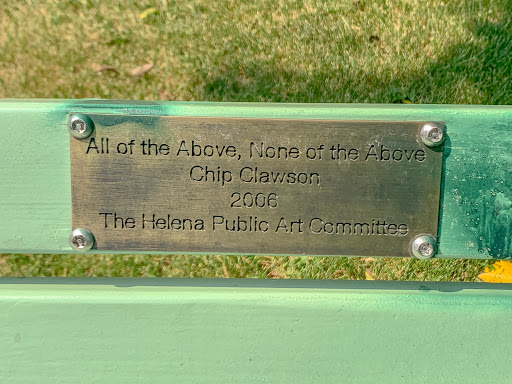 All of the Above, None of the Above
Chip Clawson
2006
The Helena Public Art Committee